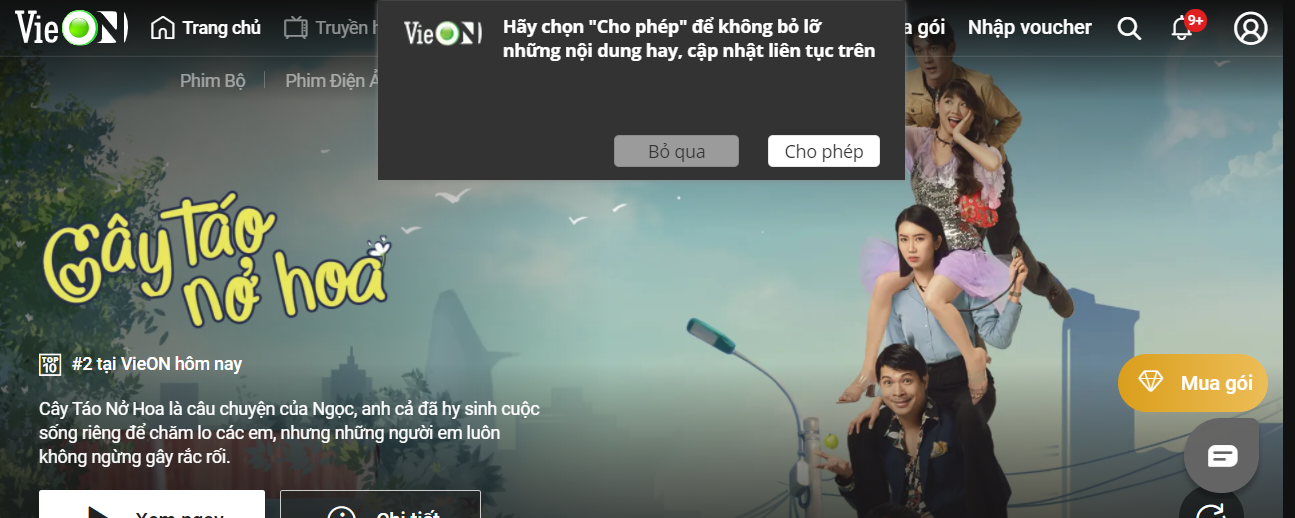 VieON
Trang chủ
Truyền h
a gói
Nhập voucher
9+
Phim Bộ
Phim Điện Ả
VieON
Hãy chọn "Cho phép" để không bỏ lỡ
những nội dung hay, cập nhật liên tục trên
Bỏ qua
Cho phép
Cây táo
nở hoa
TOP
10
#2 tại VieON hôm nay
Cây Táo Nở Hoa là câu chuyện của Ngọc, anh cả đã hy sinh cuộc
sống riêng để chăm lo các em, nhưng những người em luôn
không ngừng gây rắc rối.
Mua gói
Xem ngay
Chi tiết